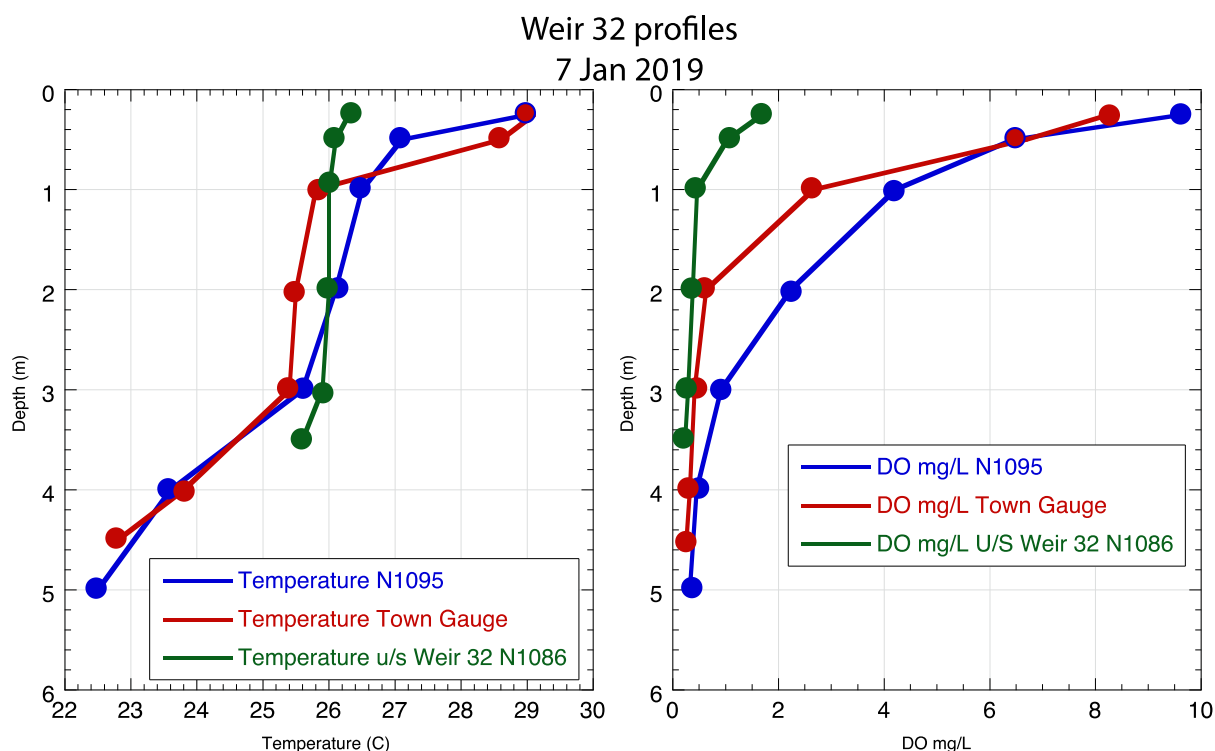 Weir 32 profiles
7 Jan 2019
0
1
2
3
4
5
6
Depth (m)
22 23 24 25 26 27 28 29 30
Temperature (C)
Temperature N1095
Temperature Town Gauge
Temperature u/s Weir 32 N1086
0
1
2
3
4
5
6
Depth (m)
0 2 4 6 8 10
DO mg/L
DO mg/L N1095
DO mg/L Town Gauge
DO mg/L U/S Weir 32 N1086